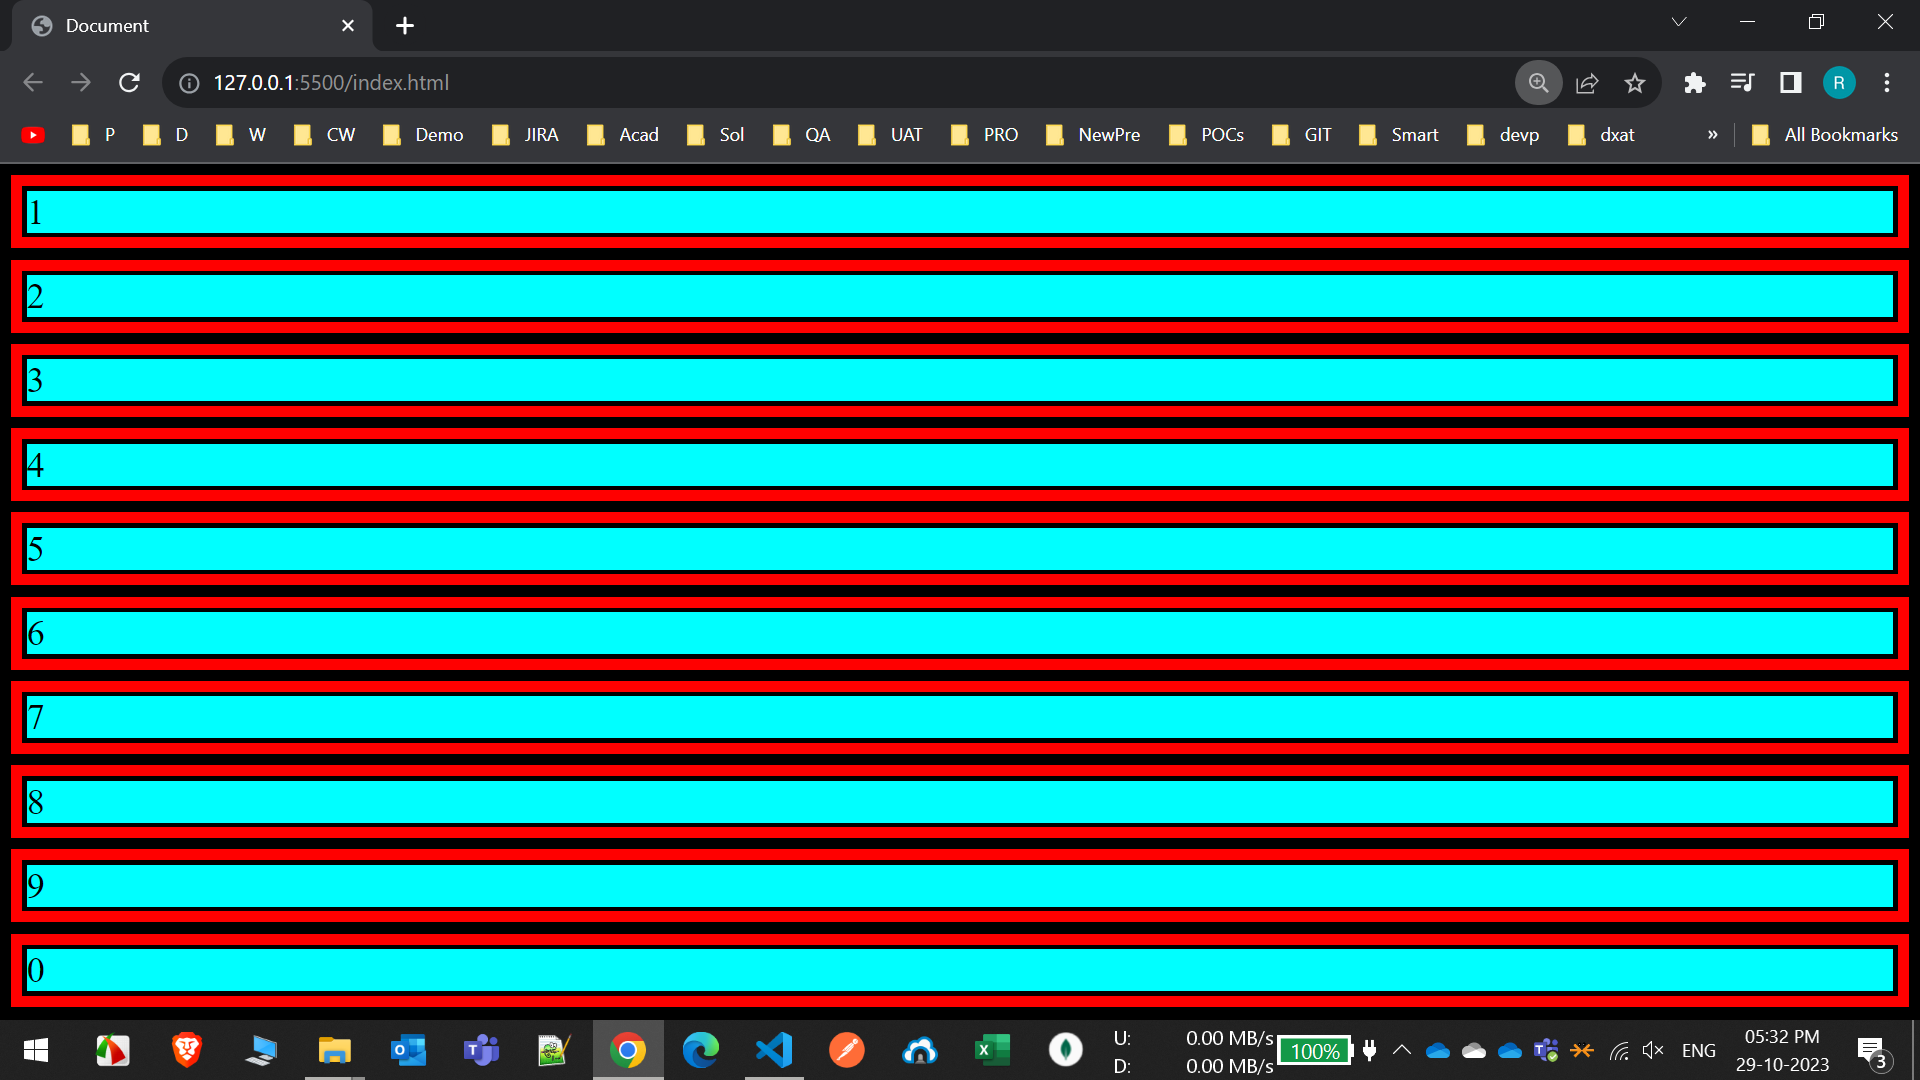 Document
127.0.0.1:5500/index.html
R
P D W CW Demo JIRA Acad Sol QA UAT PRO NewPre POCs GIT Smart devp dxat » All Bookmarks
1
2
3
4
5
6
7
8
9
0
U: 0.00 MB/s
D: 0.00 MB/s
100%
ENG
05:32 PM
29-10-2023
3